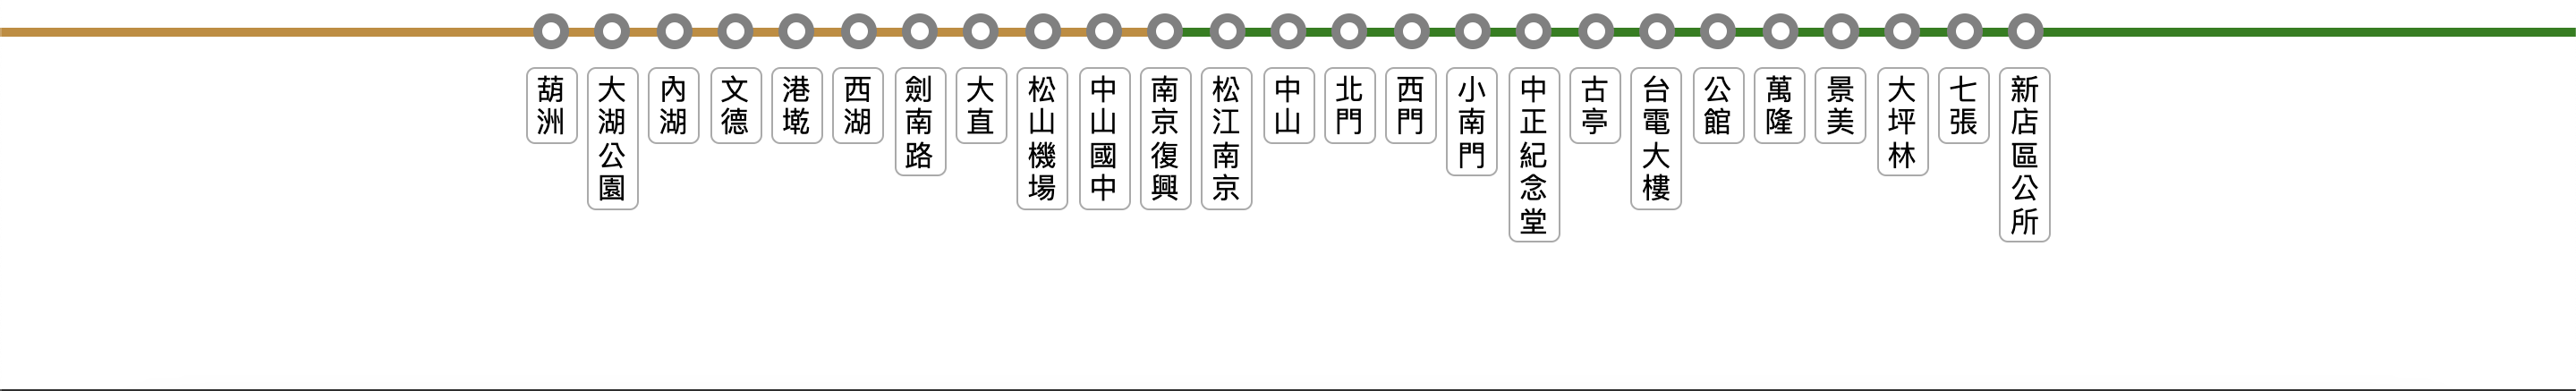 葫洲
大湖公園
內湖
文德
港墘
西湖
劍南路
大直
松山機場
中山國中
南京復興
松江南京
中山
北門
西門
小南門
中正紀念堂
古亭
台電大樓
公館
萬隆
景美
大坪林
七張
新店區公所